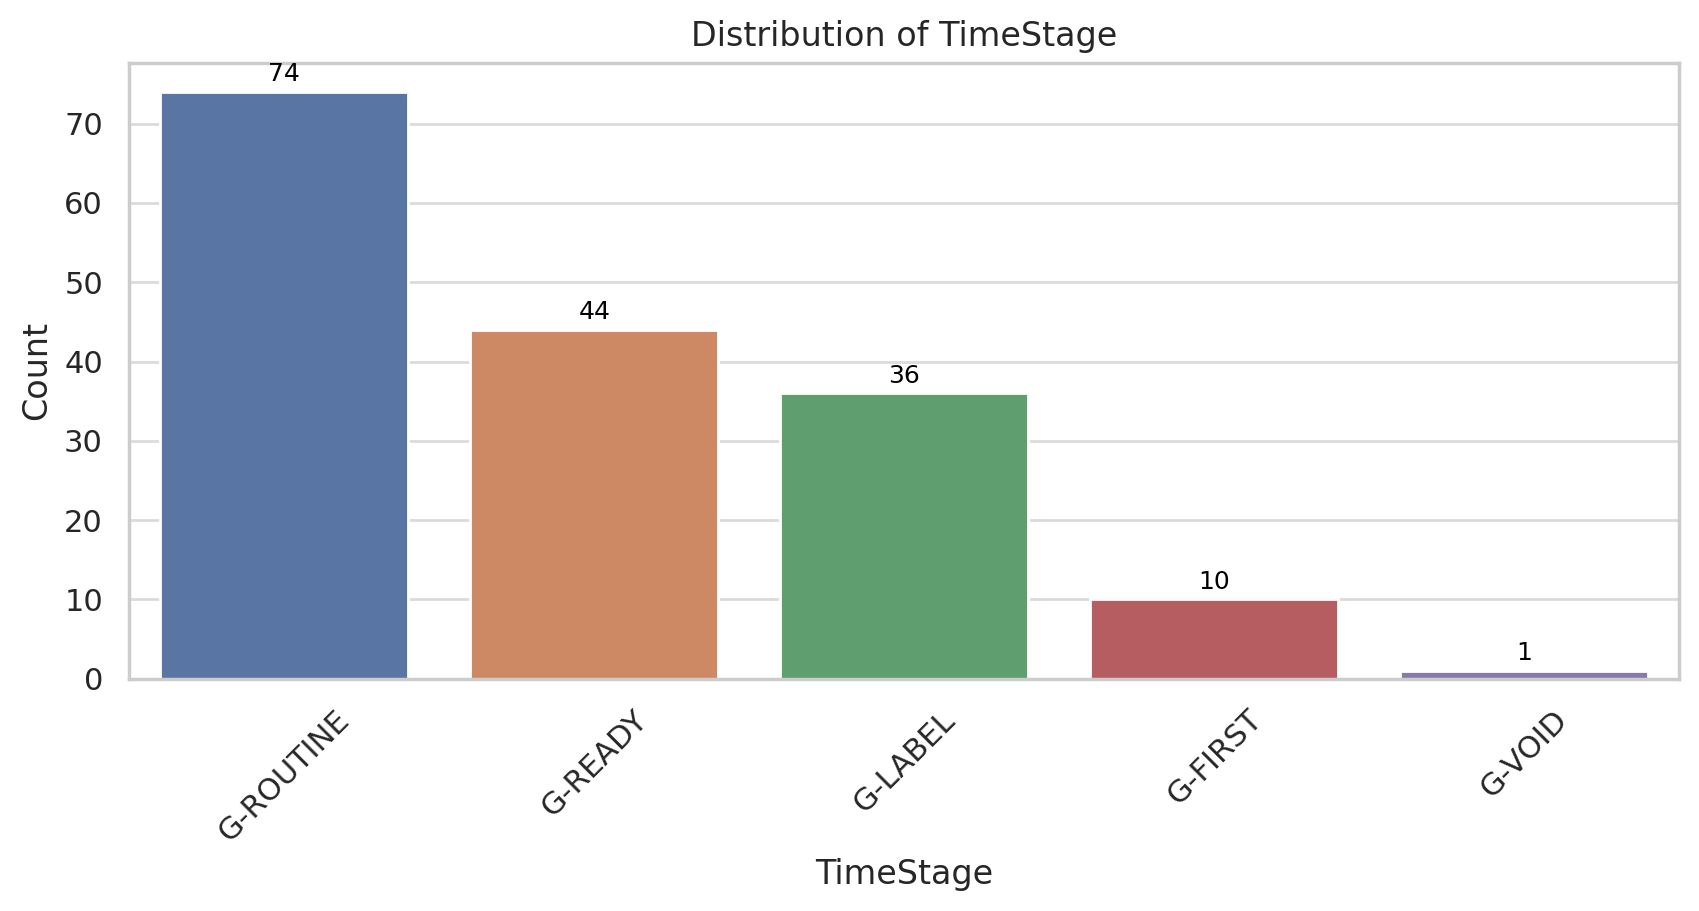 Distribution of TimeStage
74
44
36
10
1
70
60
50
40
30
20
10
0
Count
G-ROUTINE
G-READY
G-LABEL
G-FIRST
G-VOID
TimeStage